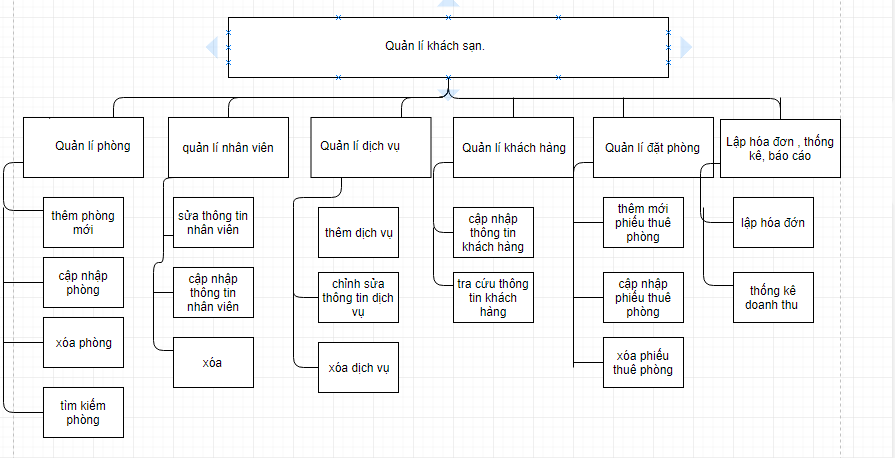 Quản lí khách sạn.
Quản lí phòng
quản lí nhân viên
Quản lí dịch vụ
Quản lí khách hàng
Quản lí đặt phòng
Lập hóa đơn , thống
kê, báo cáo
thêm phòng
mới
cập nhập
phòng
xóa phòng
tìm kiếm
phòng
sửa thông tin
nhân viên
cập nhập
thông tin
nhân viên
xóa
thêm dịch vụ
chỉnh sửa
thông tin dịch
vụ
xóa dịch vụ
cập nhập
thông tin
khách hàng
tra cứu thông
tin khách
hàng
thêm mới
phiếu thuê
phòng
cập nhập
phiếu thuê
phòng
xóa phiếu
thuê phòng
lập hóa đớn
thống kê
doanh thu